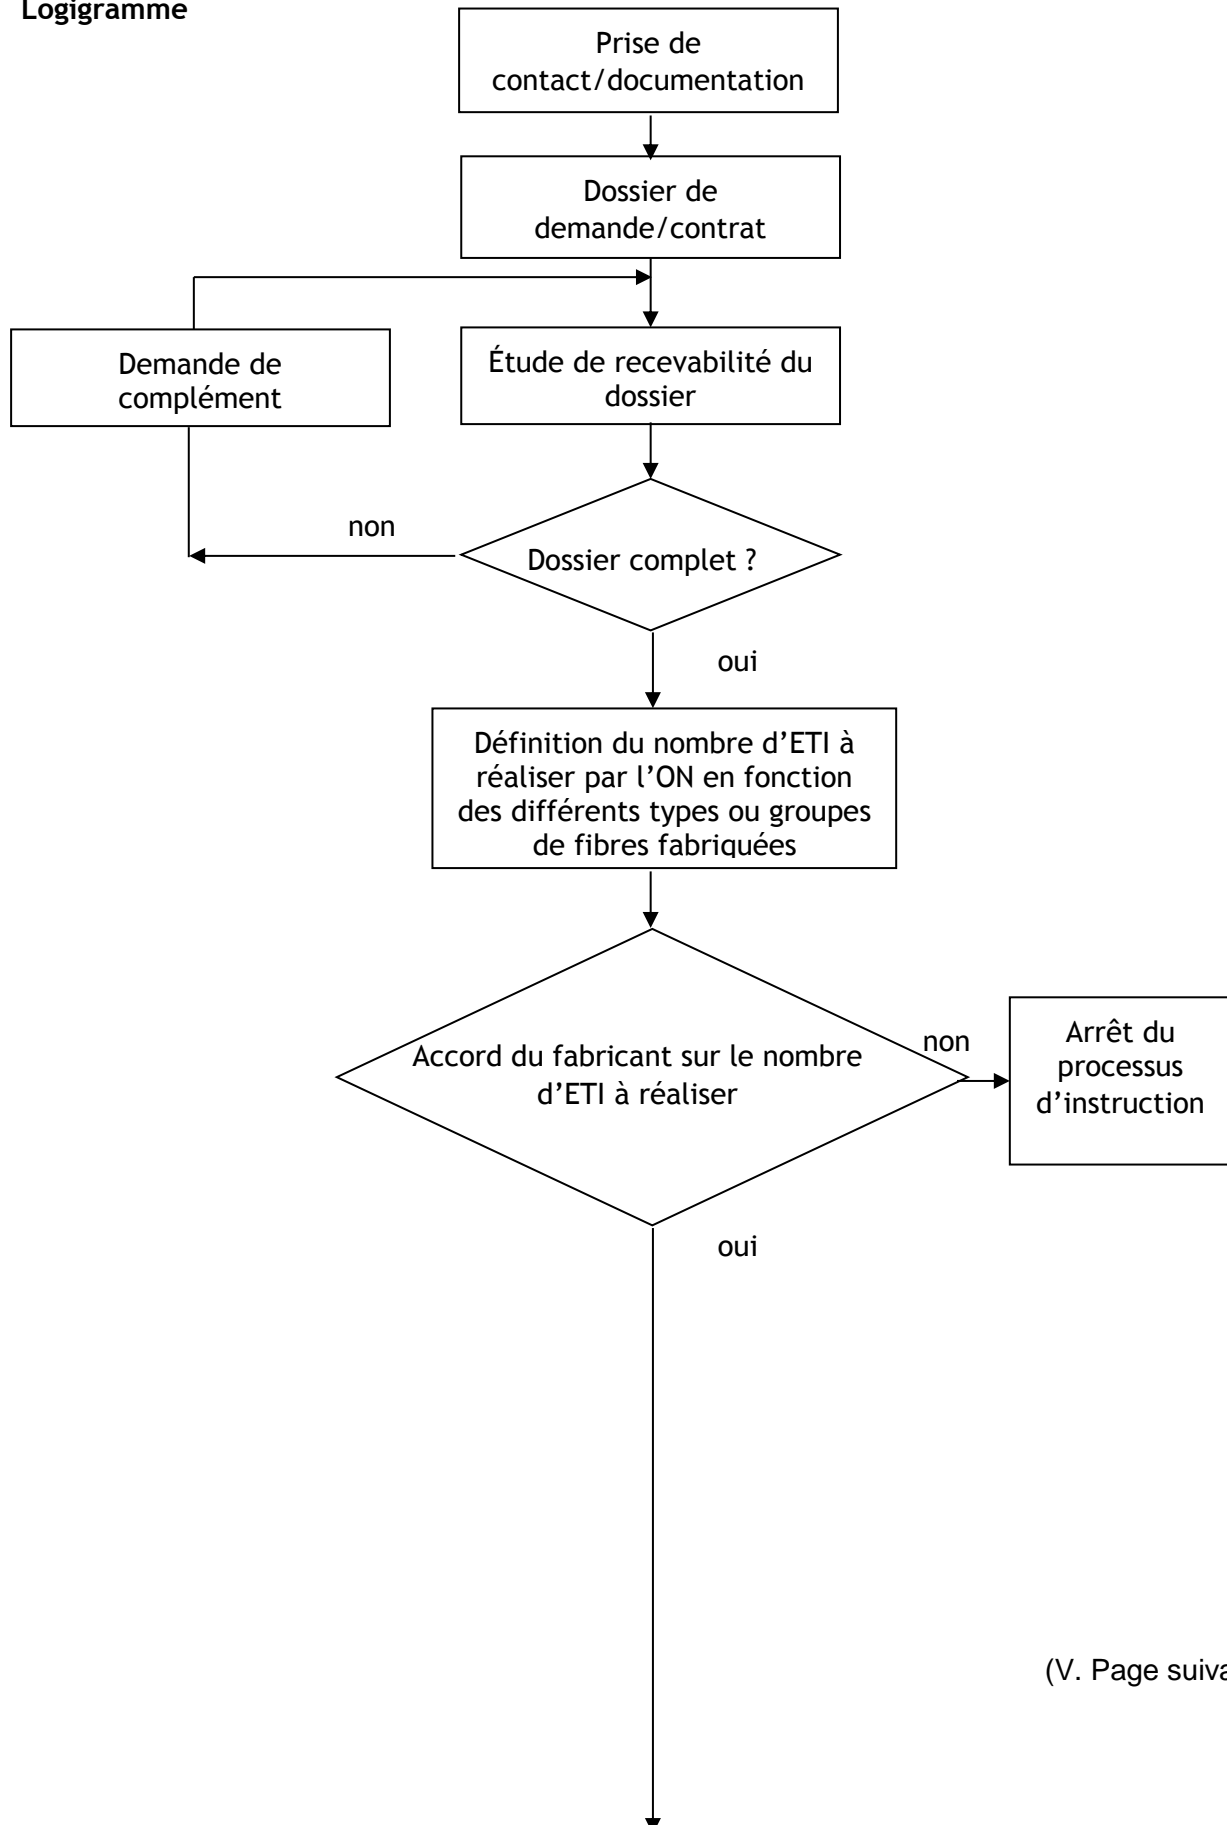 Logigramme
Prise de
contact/documentation
Dossier de
demande/contrat
Demande de
complément
Étude de recevabilité du
dossier
non
Dossier complet ?
oui
Définition du nombre d’ETI à
réaliser par l’ON en fonction
des différents types ou groupes
de fibres fabriquées
Accord du fabricant sur le nombre
d’ETI à réaliser
non
Arrêt du
processus
d’instruction
oui
(V. Page suiva